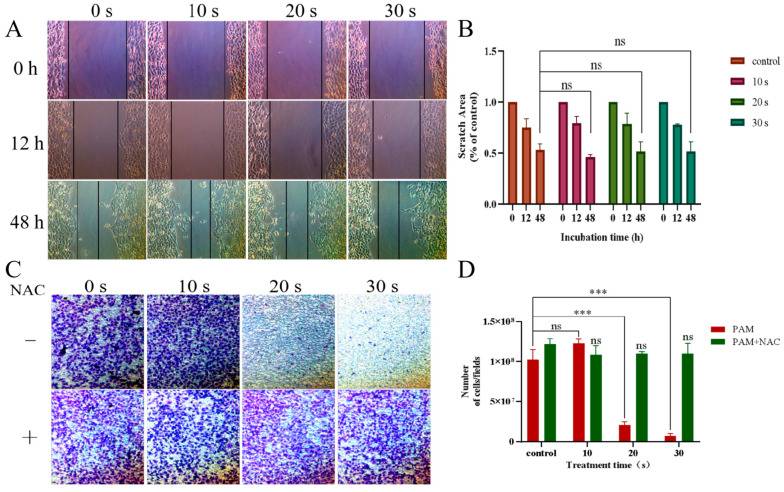 A
0 s 10 s 20 s 30 s
0 h
12 h
48 h
B
1.5
1.0
0.5
0.0
Scratch Area
(% of control)
ns
ns
ns
0 12 48 0 12 48 0 12 48 0 12 48
Incubation time (h)
control
10 s
20 s
30 s
C
NAC 0 s 10 s 20 s 30 s
−
+
D
1.5×10⁸
1×10⁸
5×10⁷
0
Number
of cells/fields
***
***
ns ns ns ns
control 10 20 30
Treatment time（s）
PAM
PAM+NAC